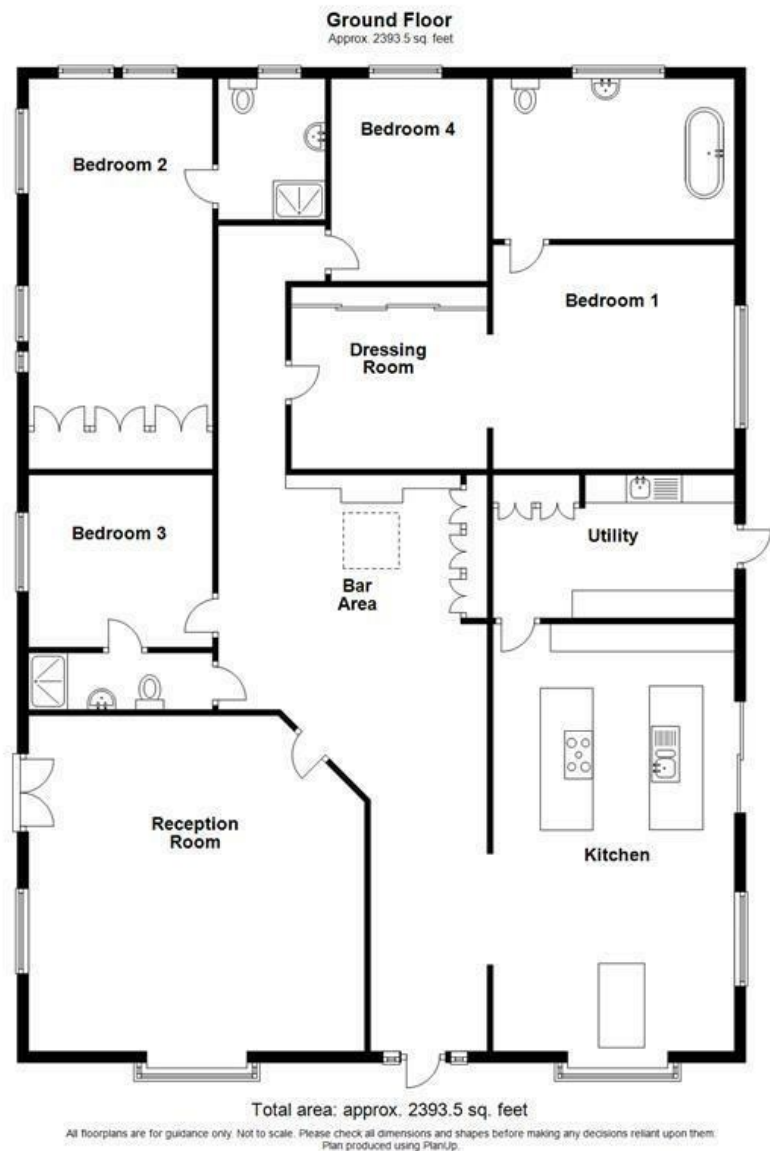 Ground Floor
Approx. 2393.5 sq. feet
Bedroom 2
Bedroom 4
Bedroom 1
Dressing
Room
Bedroom 3
Utility
Bar
Area
Reception
Room
Kitchen
Total area: approx. 2393.5 sq. feet
All floorplans are for guidance only. Not to scale. Please check all dimensions and shapes before making any decisions reliant upon them.
Plan produced using PlanUp.